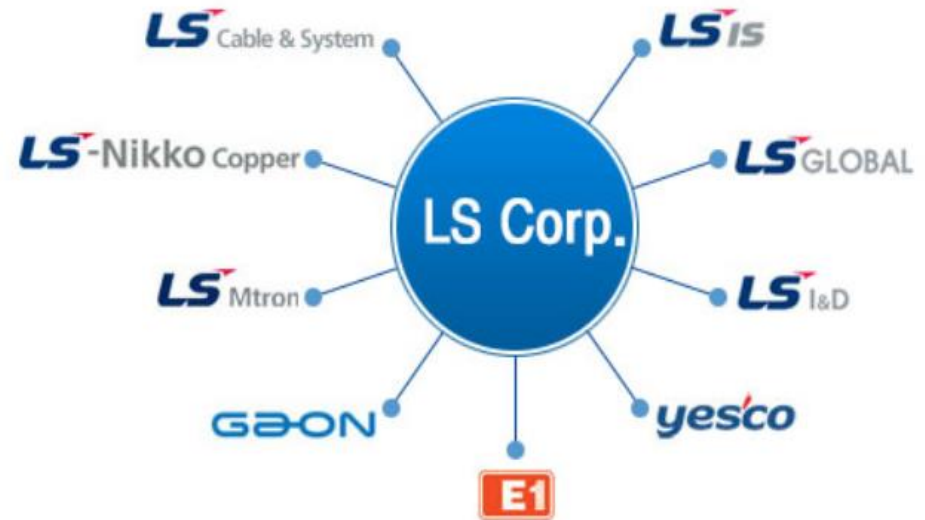 LS Cable & System
LS IS
LS-Nikko Copper
LS GLOBAL
LS Corp.
LS Mtron
LS I&D
GAON
yesco
E1